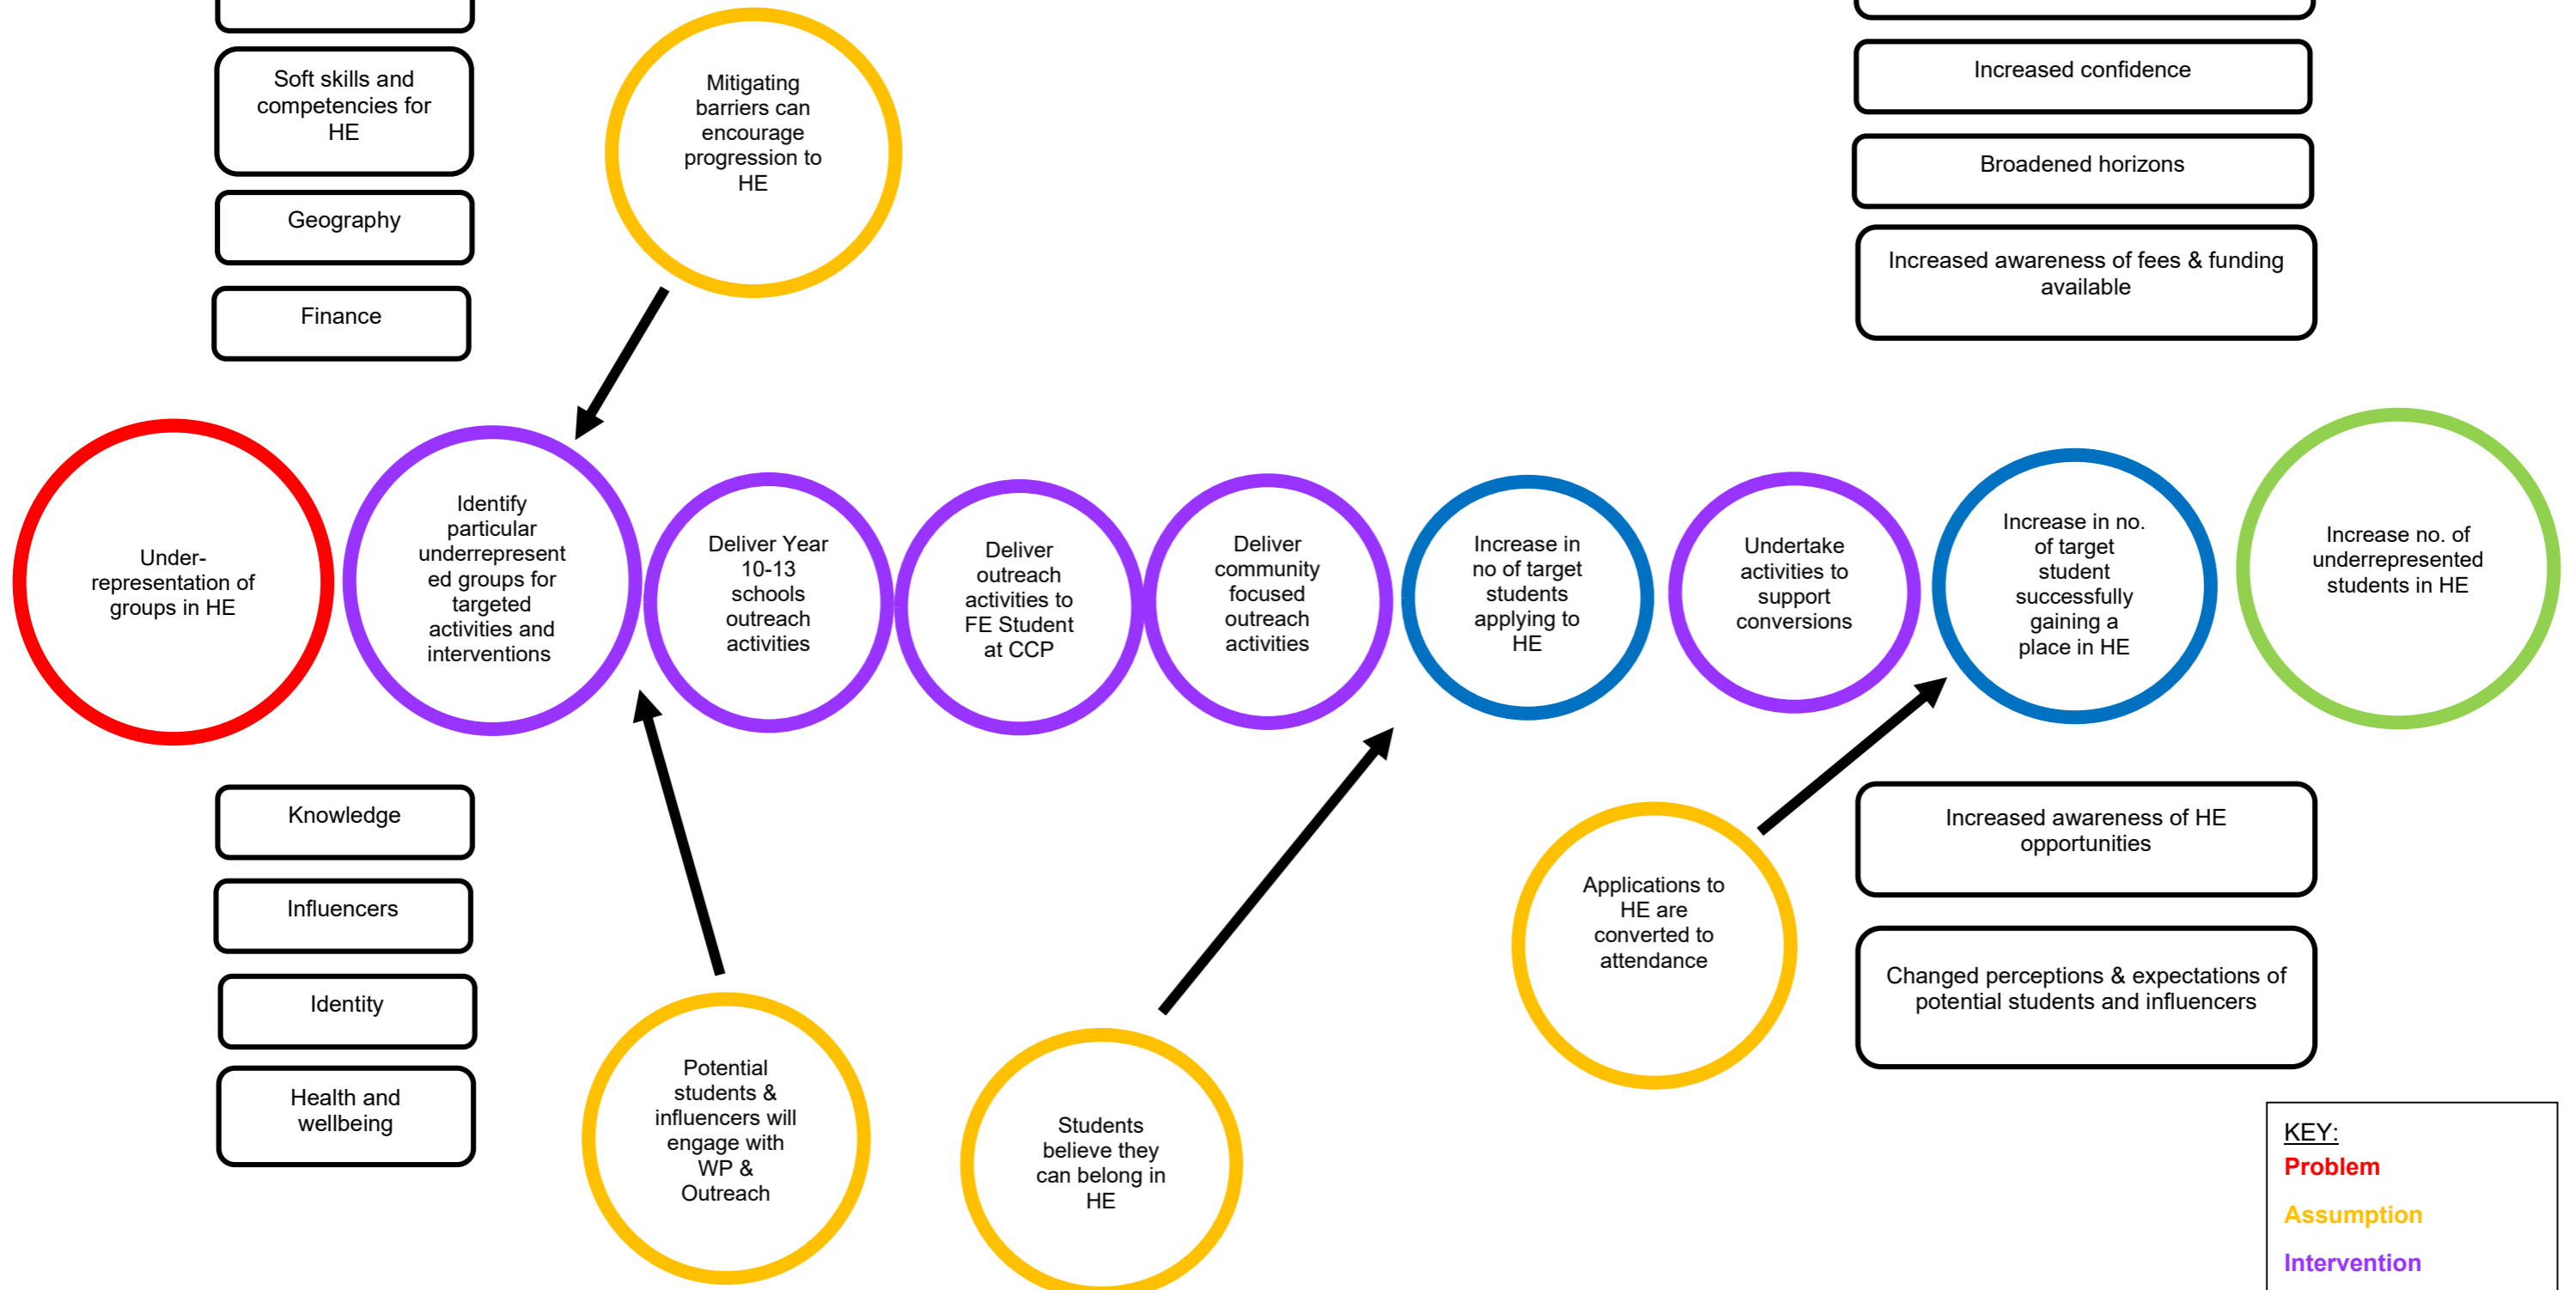 Soft skills and
competencies for
HE
Geography
Finance
Mitigating
barriers can
encourage
progression to
HE
Increased confidence
Broadened horizons
Increased awareness of fees & funding
available
Under-
representation of
groups in HE
Identify
particular
underrepresent
ed groups for
targeted
activities and
interventions
Deliver Year
10-13
schools
outreach
activities
Deliver
outreach
activities to
FE Student
at CCP
Deliver
community
focused
outreach
activities
Increase in
no of target
students
applying to
HE
Undertake
activities to
support
conversions
Increase in no.
of target
student
successfully
gaining a
place in HE
Increase no. of
underrepresented
students in HE
Knowledge
Influencers
Identity
Health and
wellbeing
Potential
students &
influencers will
engage with
WP &
Outreach
Students
believe they
can belong in
HE
Applications to
HE are
converted to
attendance
Increased awareness of HE
opportunities
Changed perceptions & expectations of
potential students and influencers
KEY:
Problem
Assumption
Intervention